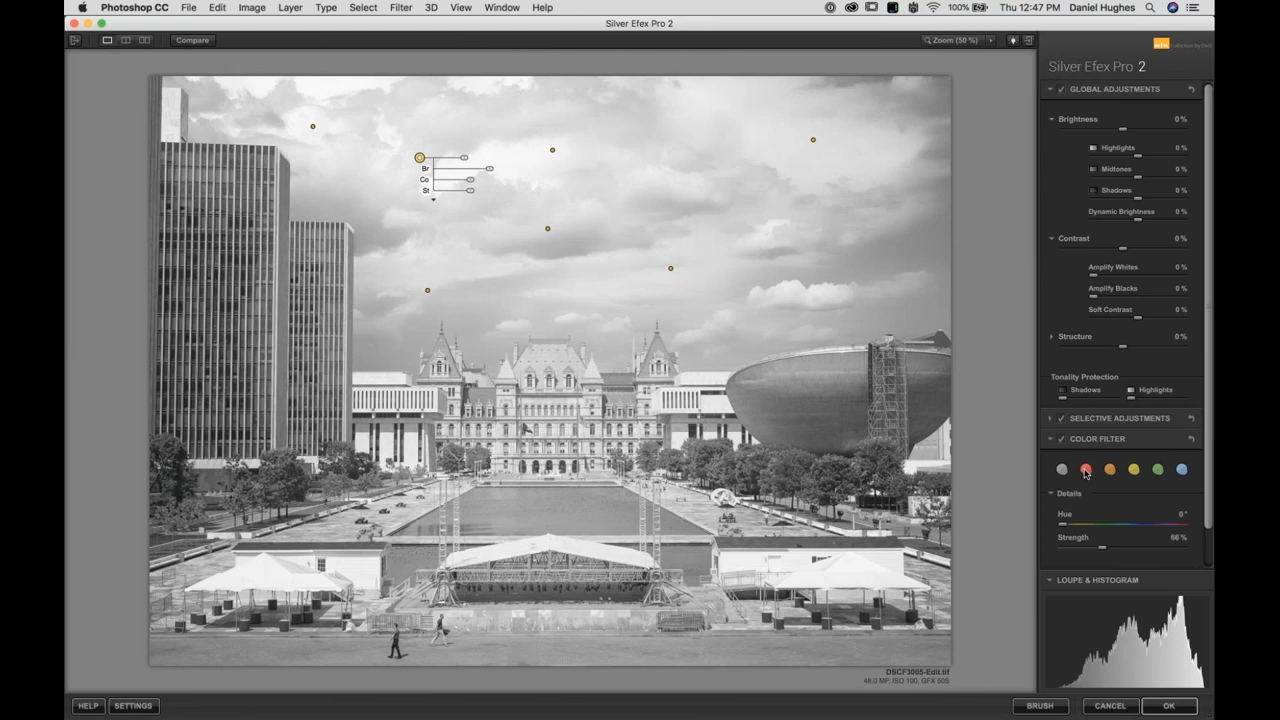 Photoshop CC File Edit Image Layer Type Select Filter 3D View Window Help 100% Thu 12:47 PM Daniel Hughes
Silver Efex Pro 2
Compare
Zoom (50 %)
Silver Efex Pro 2
GLOBAL ADJUSTMENTS
Brightness 0 %
Highlights 0 %
Midtones 0 %
Shadows 0 %
Dynamic Brightness 0 %
Contrast 0 %
Amplify Whites 0 %
Amplify Blacks 0 %
Soft Contrast 0 %
Structure 0 %
Tonality Protection
Shadows Highlights
SELECTIVE ADJUSTMENTS
COLOR FILTER
Details
Hue 0°
Strength 66 %
LOUPE & HISTOGRAM
Br
Co
St
DSCF3005-Edit.tif
48.0 MP, ISO 100, GFX 50S
HELP SETTINGS BRUSH CANCEL OK